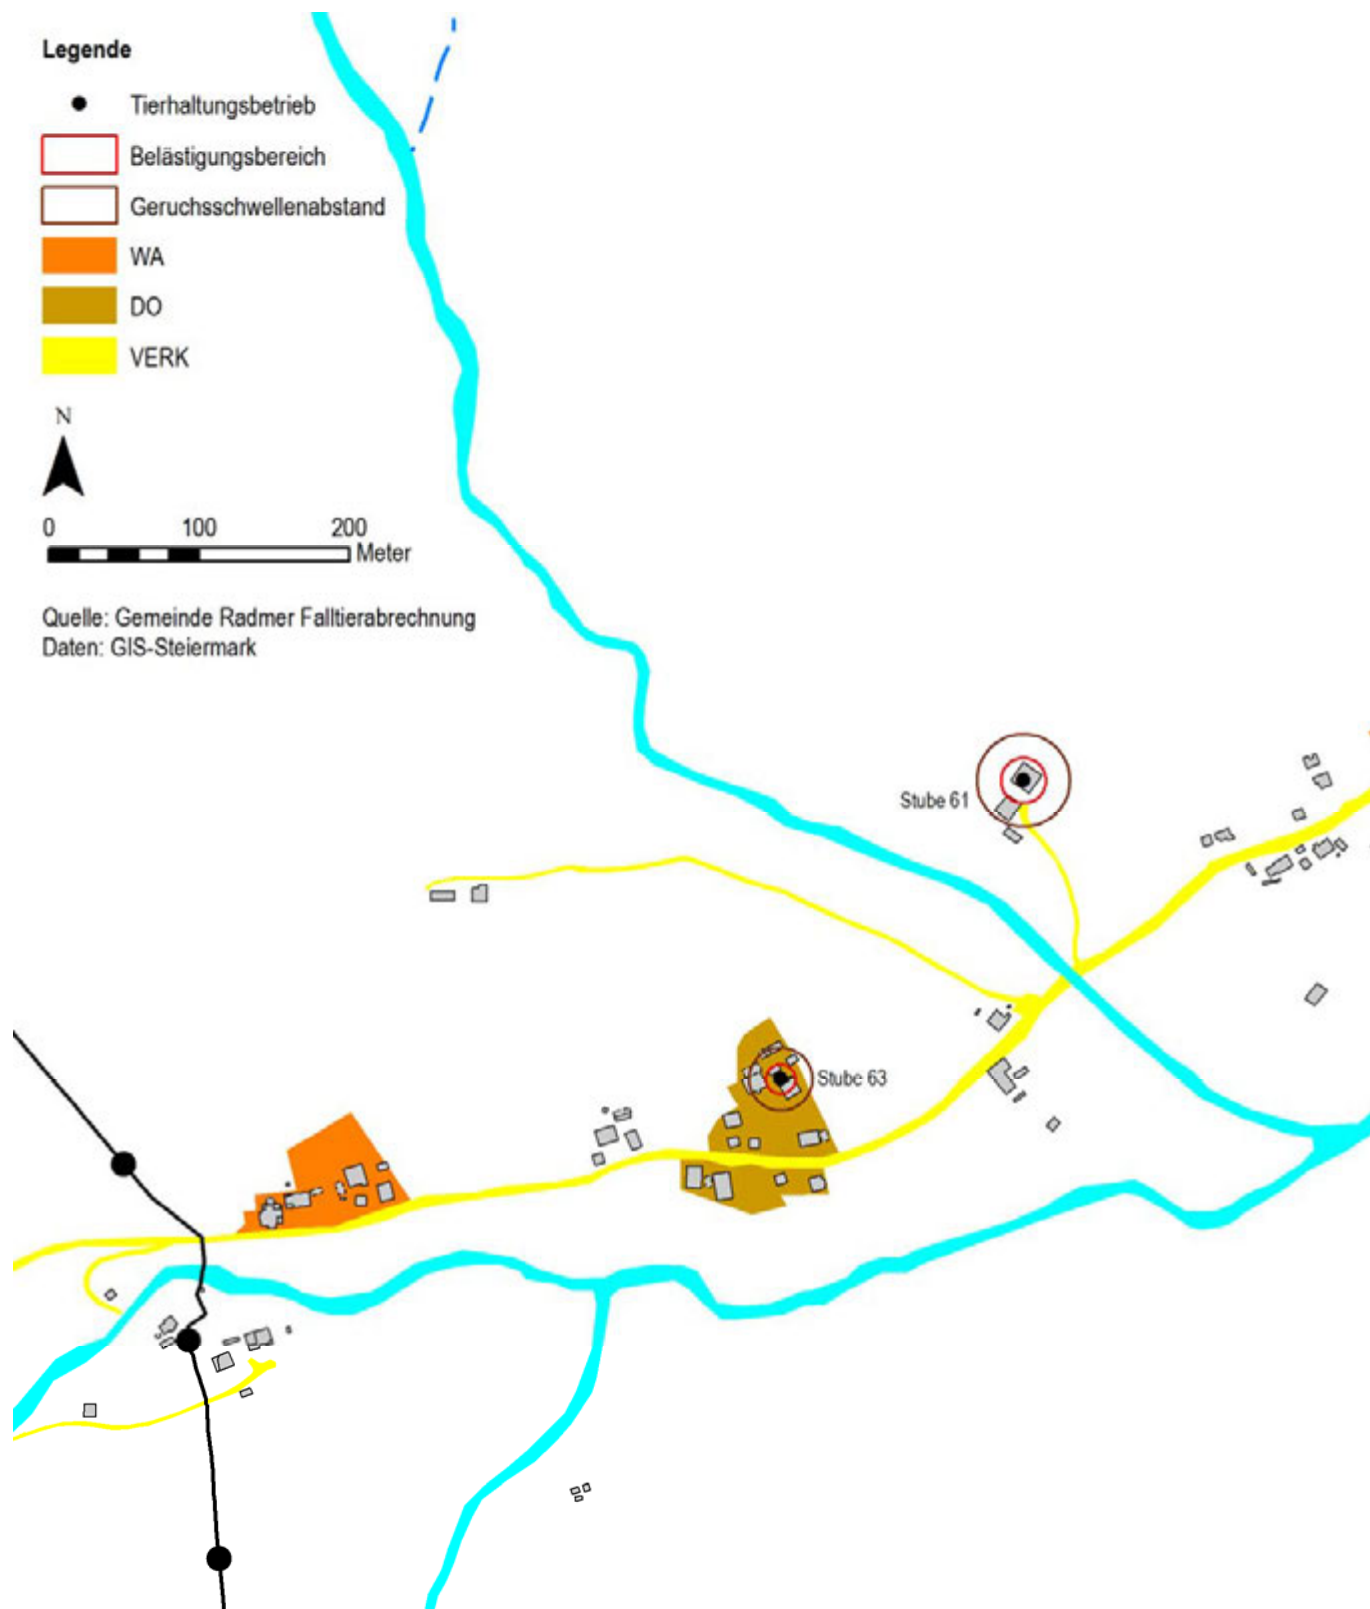 Legende
Tierhaltungsbetrieb
Belästigungsbereich
Geruchsschwellenabstand
WA
DO
VERK
N
0 100 200
Meter
Quelle: Gemeinde Radmer Falltierabrechnung
Daten: GIS-Steiermark
Stube 61
Stube 63